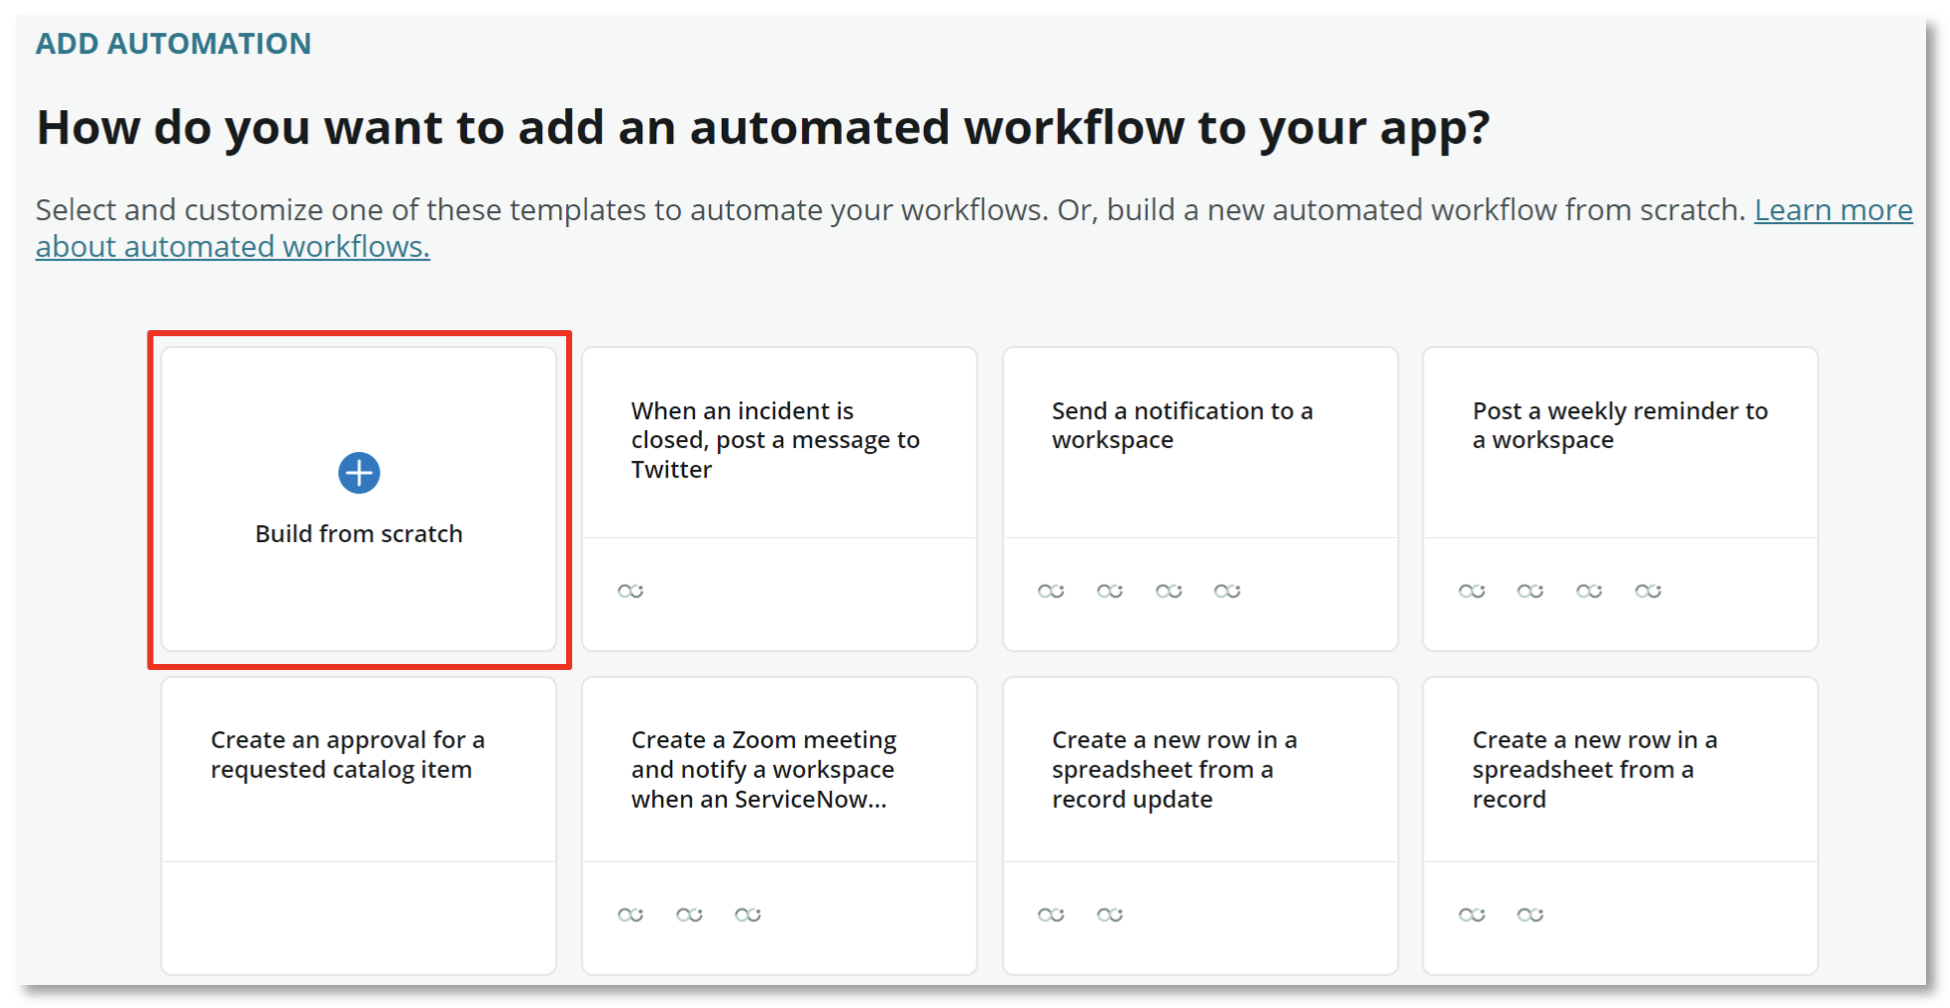 ADD AUTOMATION
How do you want to add an automated workflow to your app?
Select and customize one of these templates to automate your workflows. Or, build a new automated workflow from scratch. Learn more
about automated workflows.
Build from scratch
When an incident is
closed, post a message to
Twitter
Send a notification to a
workspace
Post a weekly reminder to
a workspace
Create an approval for a
requested catalog item
Create a Zoom meeting
and notify a workspace
when an ServiceNow...
Create a new row in a
spreadsheet from a
record update
Create a new row in a
spreadsheet from a
record